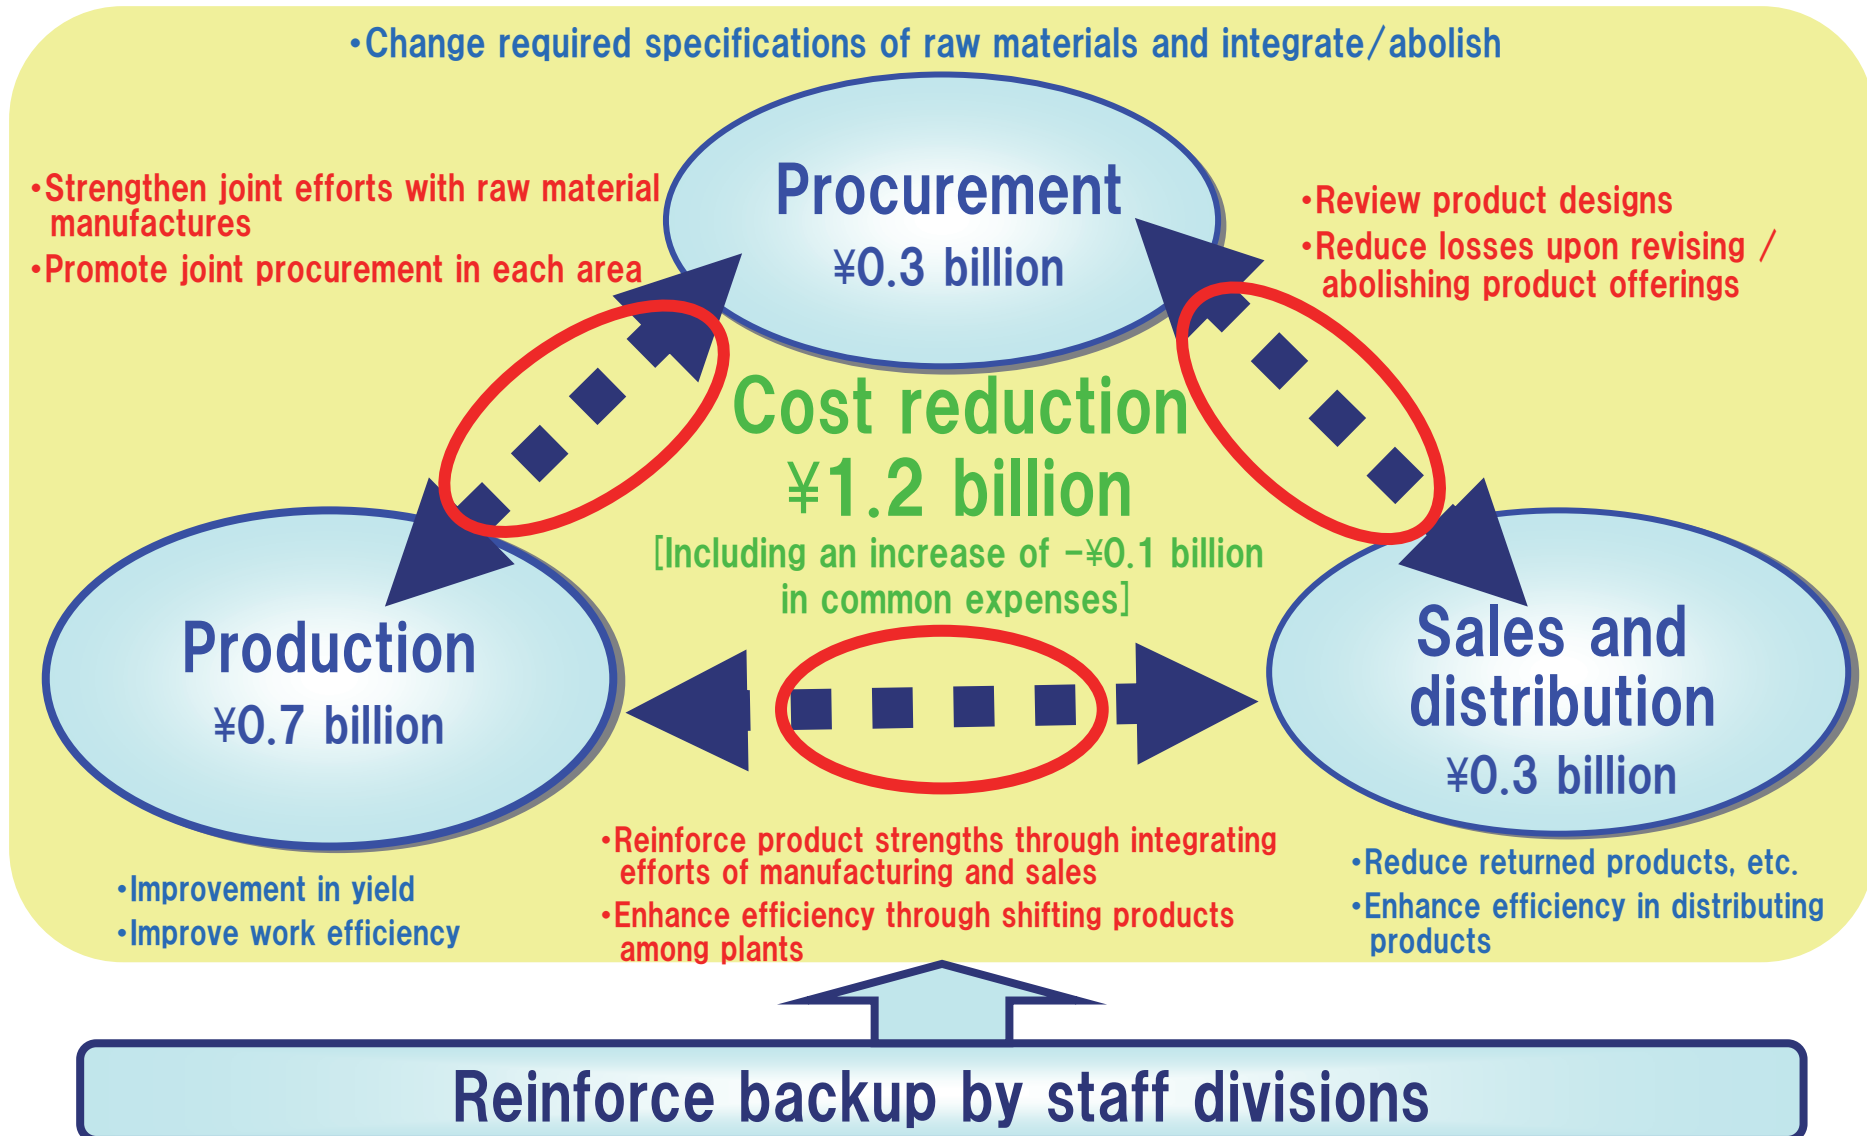 ・Change required specifications of raw materials and integrate/abolish
・Strengthen joint efforts with raw material
manufactures
・Promote joint procurement in each area
Procurement
¥0.3 billion
・Review product designs
・Reduce losses upon revising /
abolishing product offerings
Cost reduction
¥1.2 billion
[Including an increase of −¥0.1 billion
in common expenses]
Production
¥0.7 billion
Sales and
distribution
¥0.3 billion
・Improvement in yield
・Improve work efficiency
・Reinforce product strengths through integrating
efforts of manufacturing and sales
・Enhance efficiency through shifting products
among plants
・Reduce returned products, etc.
・Enhance efficiency in distributing
products
Reinforce backup by staff divisions